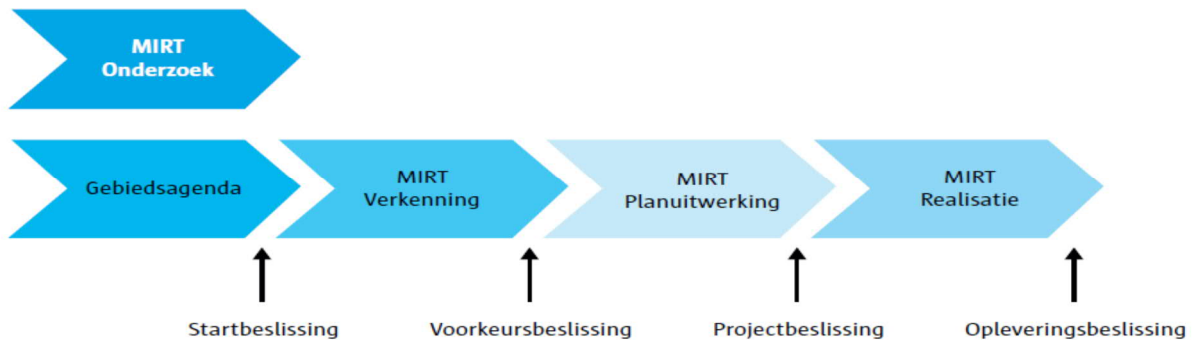 MIRT
Onderzoek
Gebiedsagenda
MIRT
Verkenning
MIRT
Planuitwerking
MIRT
Realisatie
Startbeslissing
Voorkeursbeslissing
Projectbeslissing
Opleveringsbeslissing